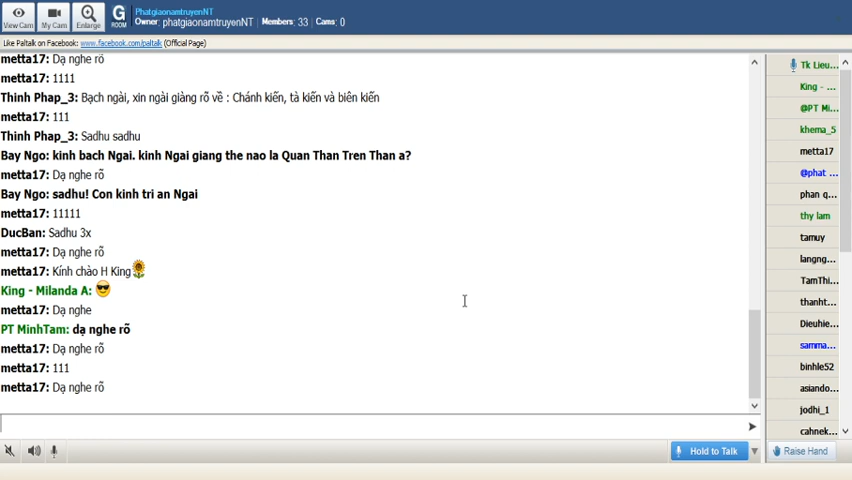 PhatgiaonamtruyenNT
Owner: phatgiaonamtruyenNT Members: 33 Cams: 0
View Cam
My Cam
Enlarge
G
ROOM
Like Paltalk on Facebook: www.facebook.com/paltalk (Official Page)
metta17: Dạ nghe rõ
metta17: 1111
Thinh Phap_3: Bạch ngài, xin ngài giàng rõ về : Chánh kiến, tà kiến và biên kiến
metta17: 111
Thinh Phap_3: Sadhu sadhu
Bay Ngo: kinh bach Ngai. kinh Ngai giang the nao la Quan Than Tren Than a?
metta17: Dạ nghe rõ
Bay Ngo: sadhu! Con kinh tri an Ngai
metta17: 11111
DucBan: Sadhu 3x
metta17: Dạ nghe rõ
metta17: Kính chào H King
King - Milanda A:
metta17: Dạ nghe
PT MinhTam: dạ nghe rõ
metta17: Dạ nghe rõ
metta17: 111
metta17: Dạ nghe rõ
Tk Lieu...
King - ...
@PT Mi...
khema_5
metta17
@phat ...
phan q...
thy lam
tamuy
langng...
TamThi...
thanht...
Dieuhie...
samma...
binhle52
asiando...
jodhi_1
cahnek...
Hold to Talk
Raise Hand